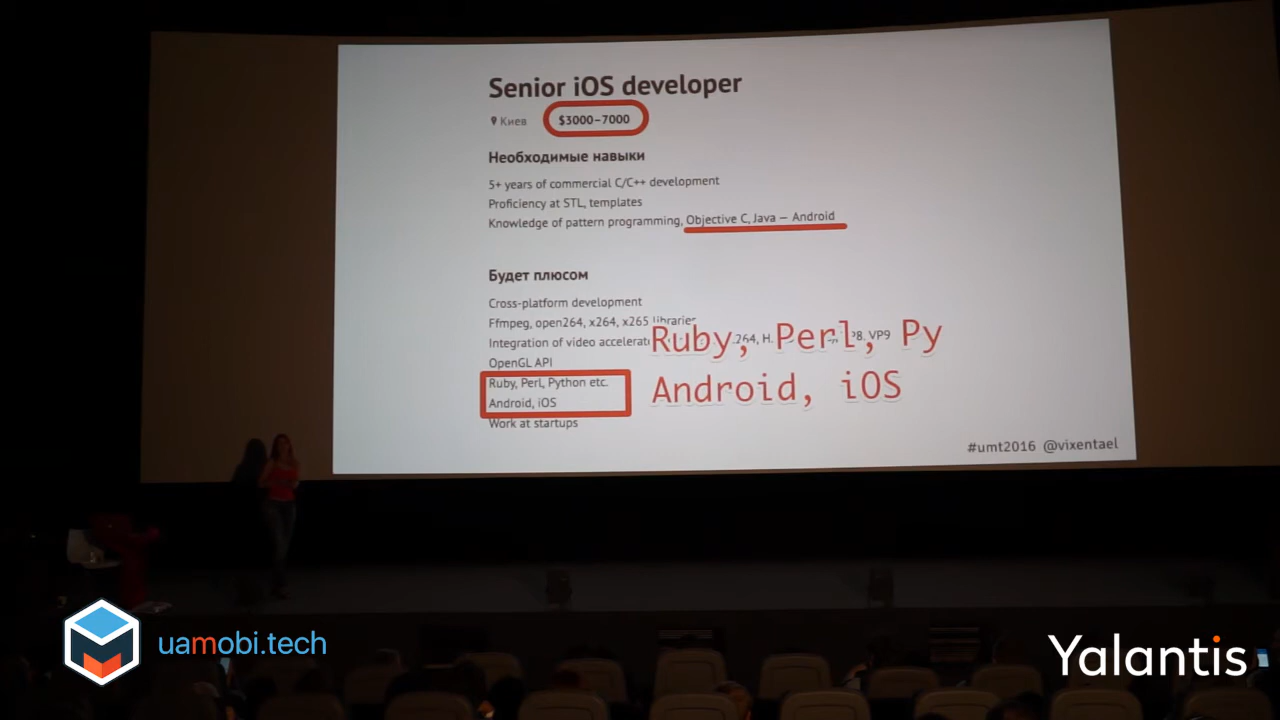 Senior iOS developer
Киев $3000–7000
Необходимые навыки
5+ years of commercial C/C++ development
Proficiency at STL, templates
Knowledge of pattern programming, Objective C, Java — Android
Будет плюсом
Cross-platform development
Ffmpeg, open264, x264, x265 libraries
Integration of video 264, H. VP9
OpenGL API
Ruby, Perl, Python etc.
Android, iOS
Work at startups
Ruby, Perl, Py
Android, iOS
#umt2016 @vixentael
uamobi.tech
Yalantis